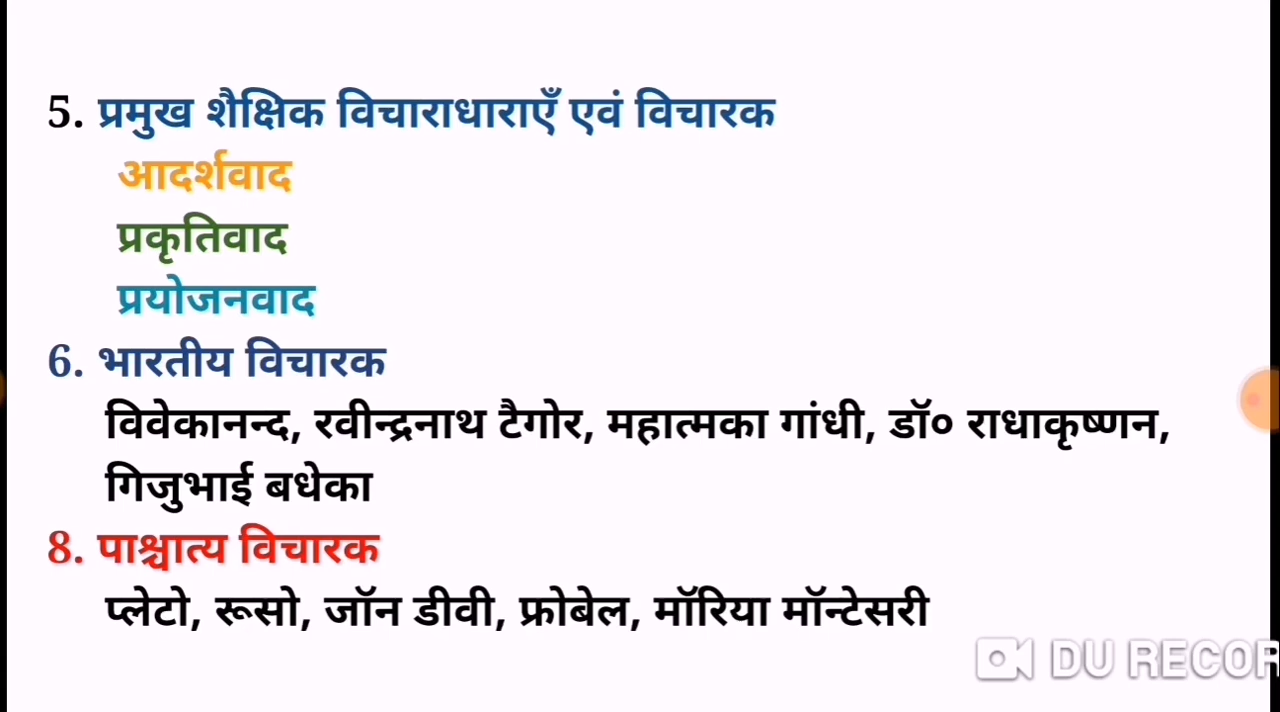 5. प्रमुख शैक्षिक विचाराधाराएँ एवं विचारक
आदर्शवाद
प्रकृतिवाद
प्रयोजनवाद
6. भारतीय विचारक
विवेकानन्द, रवीन्द्रनाथ टैगोर, महात्मका गांधी, डॉ० राधाकृष्णन,
गिजुभाई बधेका
8. पाश्चात्य विचारक
प्लेटो, रूसो, जॉन डीवी, फ्रोबेल, मॉरिया मॉन्टेसरी
DU RECOR